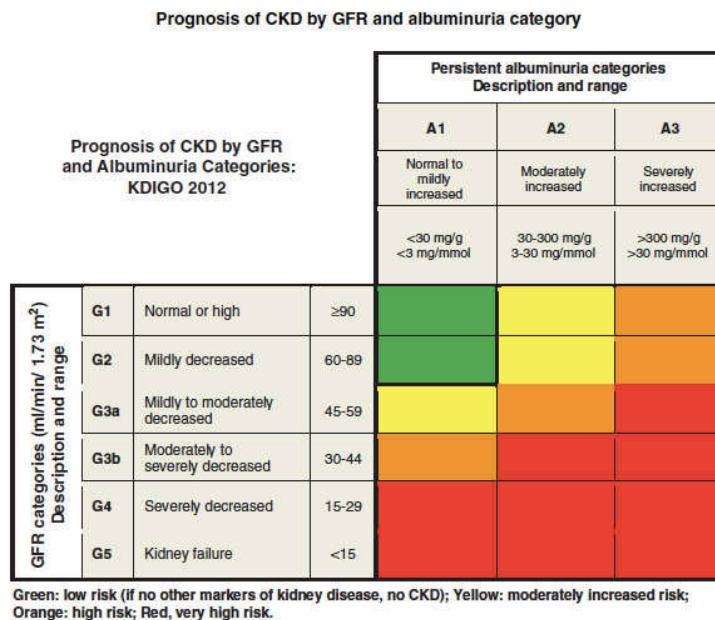 Prognosis of CKD by GFR and albuminuria category
Persistent albuminuria categories
Description and range
Prognosis of CKD by GFR
and Albuminuria Categories:
KDIGO 2012
A1
A2
A3
Normal to
mildly
increased
Moderately
increased
Severely
increased
<30 mg/g
<3 mg/mmol
30-300 mg/g
3-30 mg/mmol
>300 mg/g
>30 mg/mmol
GFR categories (ml/min/ 1.73 m²)
Description and range
G1
Normal or high
≥90
G2
Mildly decreased
60-89
G3a
Mildly to moderately
decreased
45-59
G3b
Moderately to
severely decreased
30-44
G4
Severely decreased
15-29
G5
Kidney failure
<15
Green: low risk (if no other markers of kidney disease, no CKD); Yellow: moderately increased risk;
Orange: high risk; Red, very high risk.